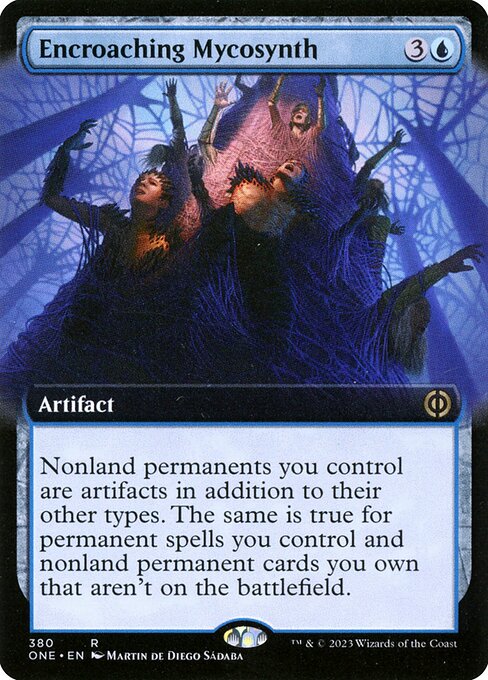 Encroaching Mycosynth 3
Artifact
Nonland permanents you control
are artifacts in addition to their
other types. The same is true for
permanent spells you control and
nonland permanent cards you own
that aren't on the battlefield.
380 R
ONE • EN Martin de Diego Sádaba
™ & © 2023 Wizards of the Coast